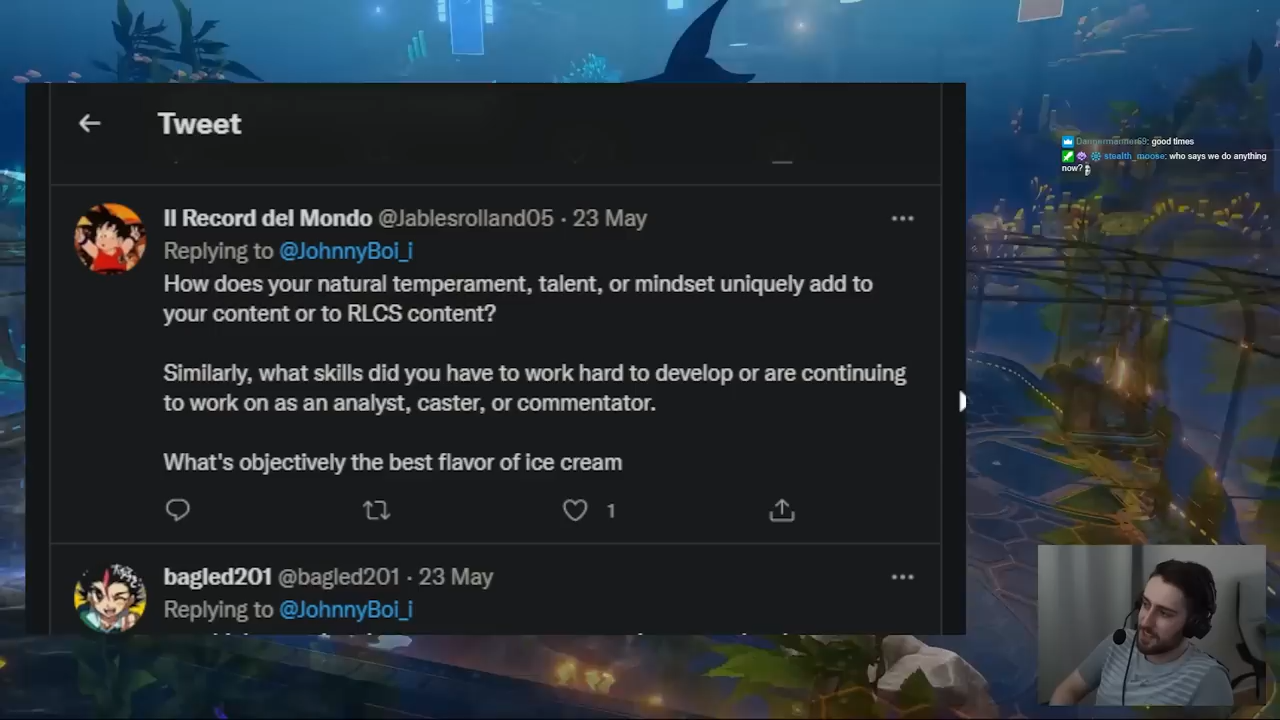 Tweet
Il Record del Mondo @Jablesrolland05 · 23 May
Replying to @JohnnyBoi_i
How does your natural temperament, talent, or mindset uniquely add to
your content or to RLCS content?
Similarly, what skills did you have to work hard to develop or are continuing
to work on as an analyst, caster, or commentator.
What's objectively the best flavor of ice cream
1
bagled201 @bagled201 · 23 May
Replying to @JohnnyBoi_i
good times
stealth_moose: who says we do anything
now?